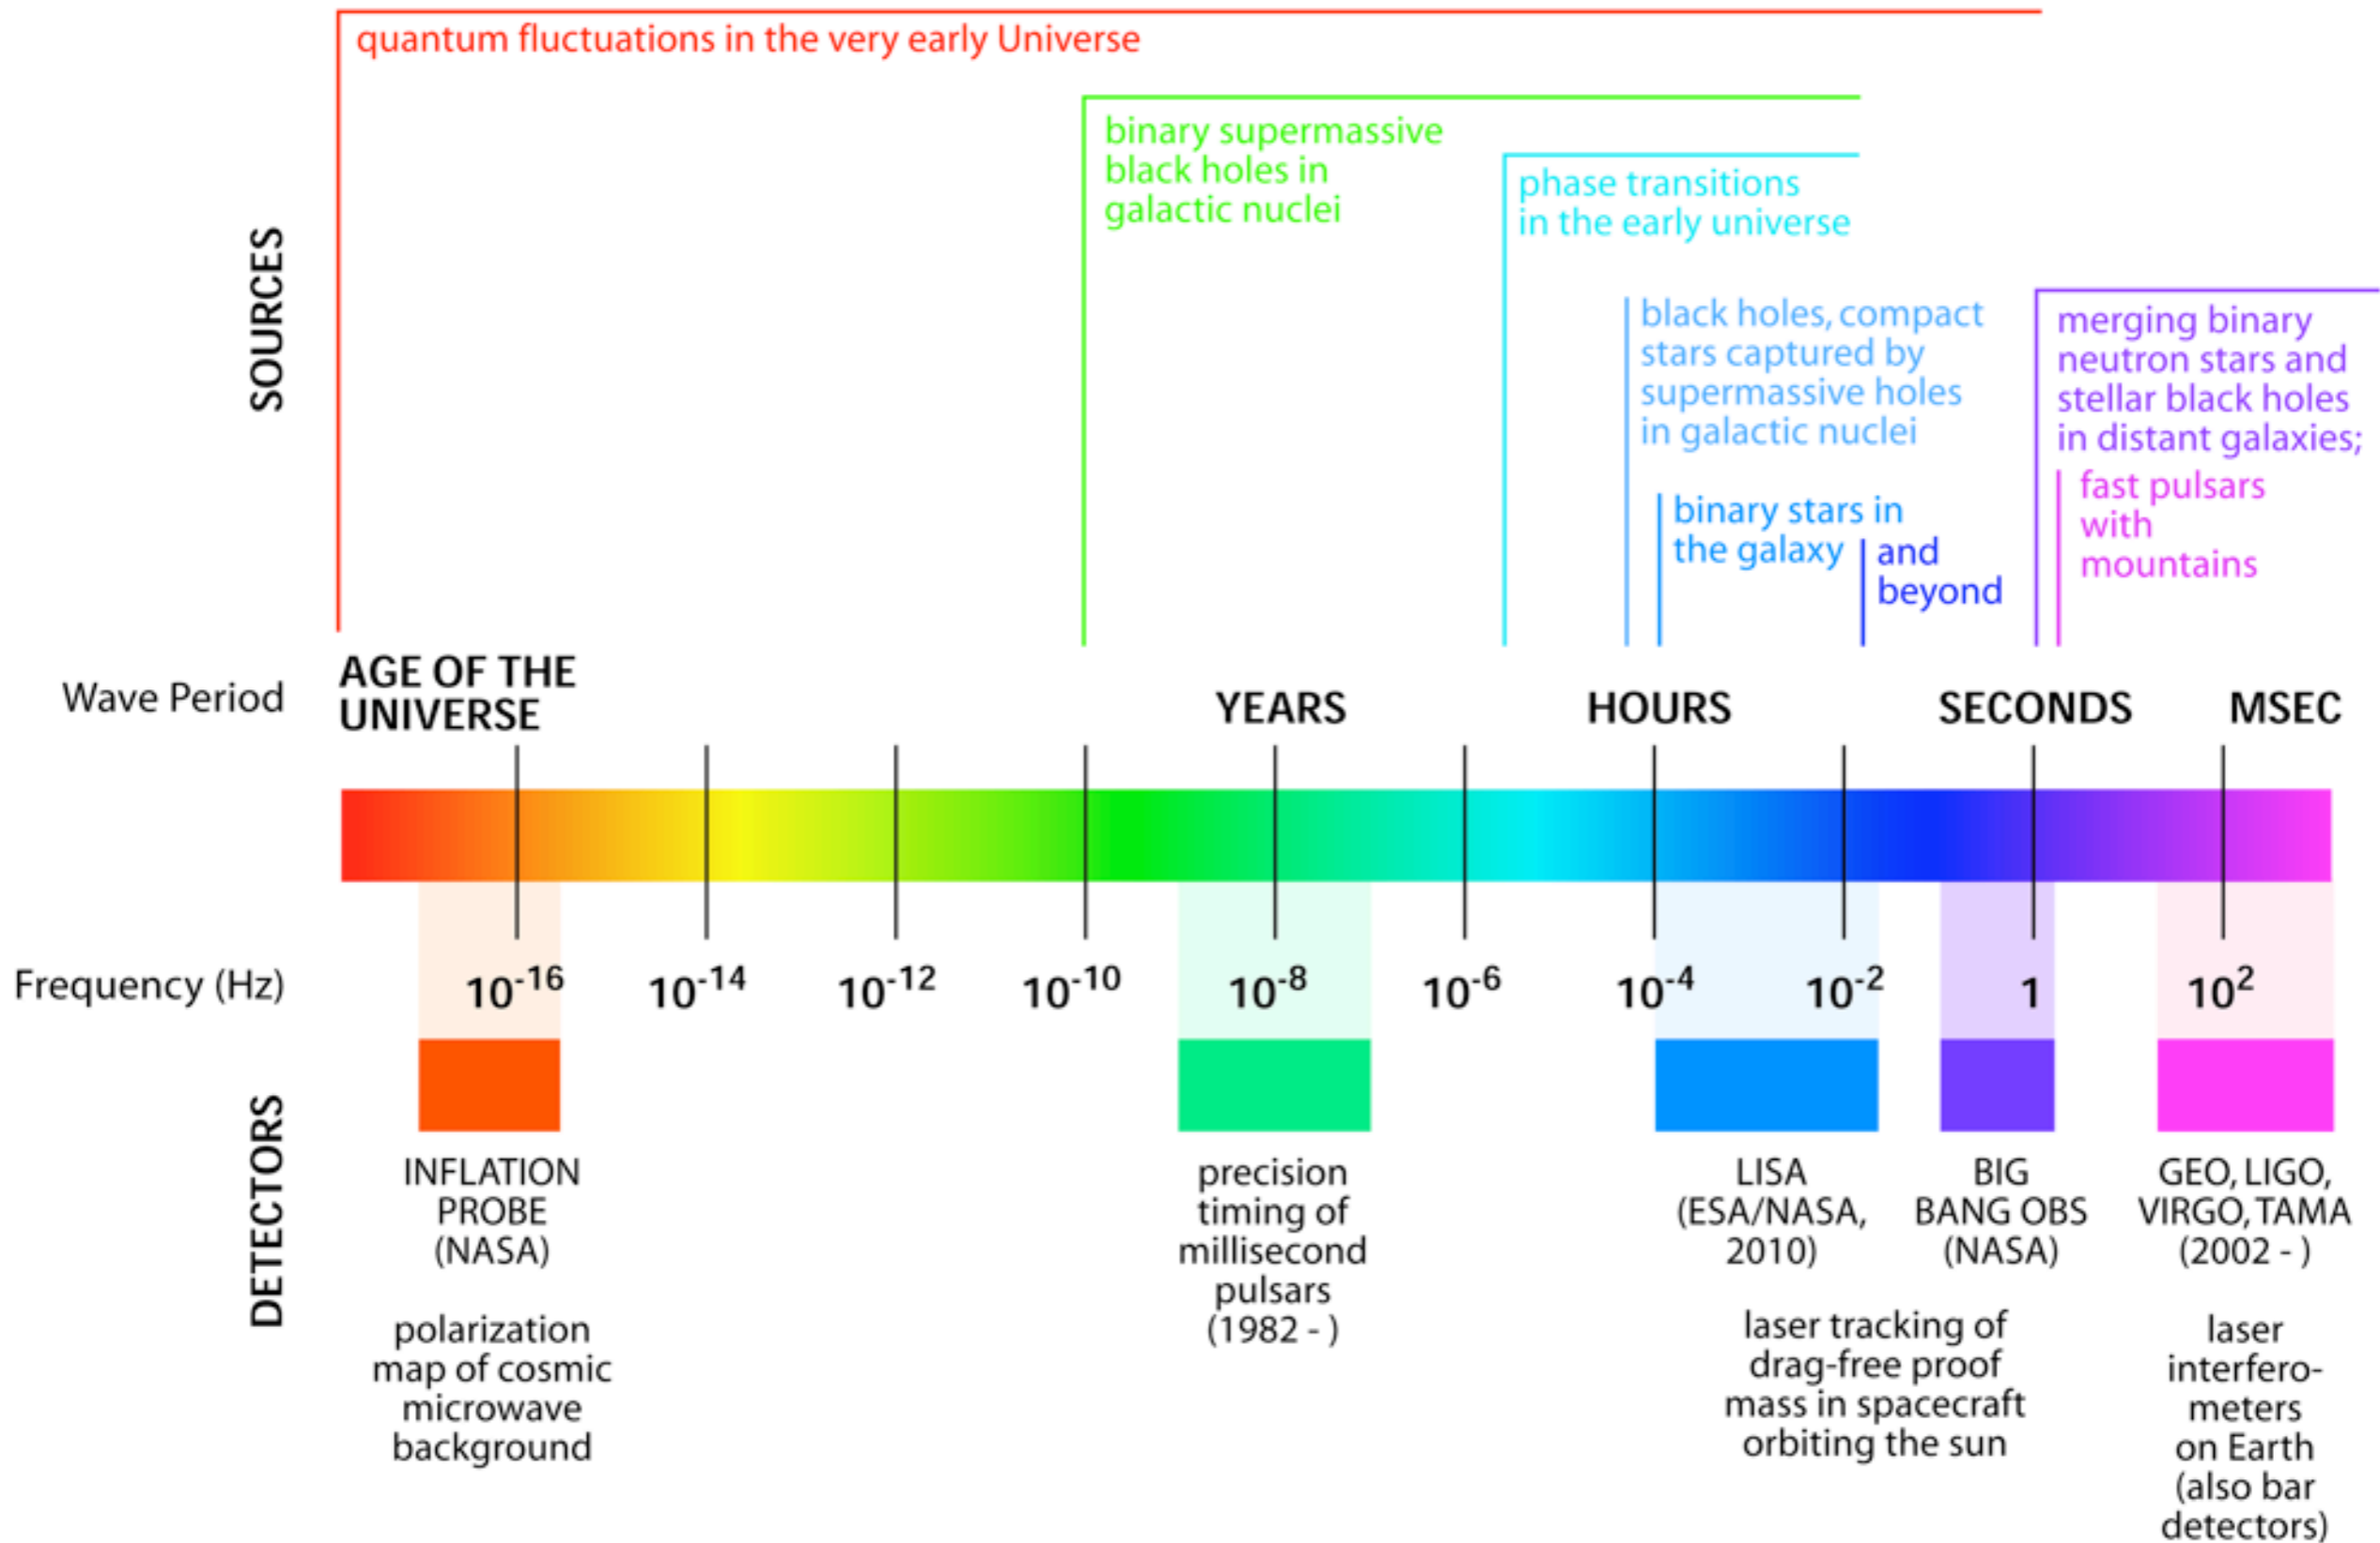 quantum fluctuations in the very early Universe
binary supermassive
black holes in
galactic nuclei
phase transitions
in the early universe
SOURCES
black holes, compact
stars captured by
supermassive holes
in galactic nuclei
merging binary
neutron stars and
stellar black holes
in distant galaxies;
fast pulsars
with
mountains
binary stars in
the galaxy
and
beyond
Wave Period
AGE OF THE
UNIVERSE
YEARS
HOURS
SECONDS
MSEC
Frequency (Hz)
10^-16
10^-14
10^-12
10^-10
10^-8
10^-6
10^-4
10^-2
1
10^2
DETECTORS
INFLATION
PROBE
(NASA)
polarization
map of cosmic
microwave
background
precision
timing of
millisecond
pulsars
(1982 - )
LISA
(ESA/NASA,
2010)
BIG
BANG OBS
(NASA)
laser tracking of
drag-free proof
mass in spacecraft
orbiting the sun
GEO, LIGO,
VIRGO, TAMA
(2002 - )
laser
interfero-
meters
on Earth
(also bar
detectors)